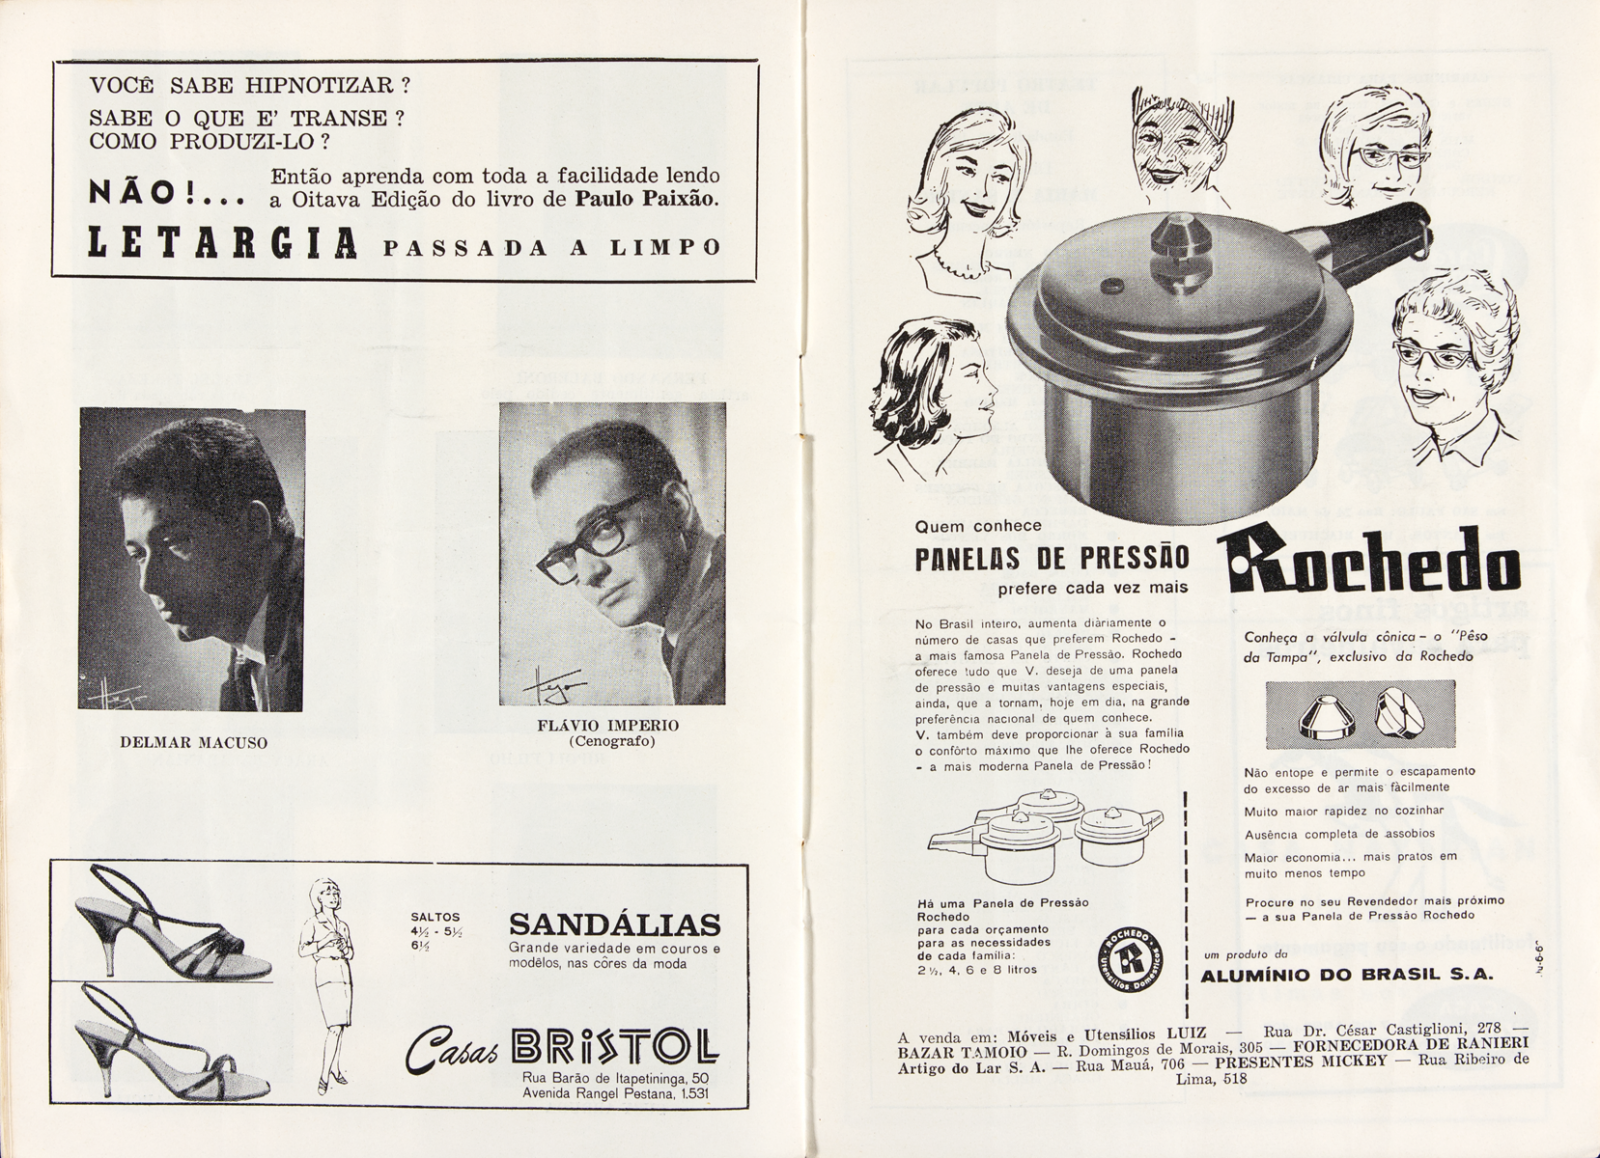 VOCÊ SABE HIPNOTIZAR ?
SABE O QUE E' TRANSE ?
COMO PRODUZI-LO ?
NÃO!... Então aprenda com toda a facilidade lendo
a Oitava Edição do livro de Paulo Paixão.
LETARGIA PASSADA A LIMPO
DELMAR MACUSO
FLÁVIO IMPERIO
(Cenografo)
SALTOS
4½ - 5½
6½
SANDÁLIAS
Grande variedade em couros e
modêlos, nas côres da moda
Casas BRISTOL
Rua Barão de Itapetininga, 50
Avenida Rangel Pestana, 1.531
Quem conhece
PANELAS DE PRESSÃO
prefere cada vez mais
Rochedo
No Brasil inteiro, aumenta diàriamente o
número de casas que preferem Rochedo -
a mais famosa Panela de Pressão. Rochedo
oferece tudo que V. deseja de uma panela
de pressão e muitas vantagens especiais,
ainda, que a tornam, hoje em dia, na grande
preferência nacional de quem conhece.
V. também deve proporcionar à sua família
o confôrto máximo que lhe oferece Rochedo
- a mais moderna Panela de Pressão !
Há uma Panela de Pressão
Rochedo
para cada orçamento
para as necessidades
de cada família:
2 ½, 4, 6 e 8 litros
ROCHEDO
R
Utensílios Domésticos
Conheça a válvula cônica - o "Pêso
da Tampa", exclusivo da Rochedo
Não entope e permite o escapamento
do excesso de ar mais fàcilmente
Muito maior rapidez no cozinhar
Ausência completa de assobios
Maior economia... mais pratos em
muito menos tempo
Procure no seu Revendedor mais próximo
— a sua Panela de Pressão Rochedo
um produto da
ALUMÍNIO DO BRASIL S.A.
A venda em: Móveis e Utensílios LUIZ — Rua Dr. César Castiglioni, 278 —
BAZAR TAMOIO — R. Domingos de Morais, 305 — FORNECEDORA DE RANIERI
Artigo do Lar S. A. — Rua Mauá, 706 — PRESENTES MICKEY — Rua Ribeiro de
Lima, 518